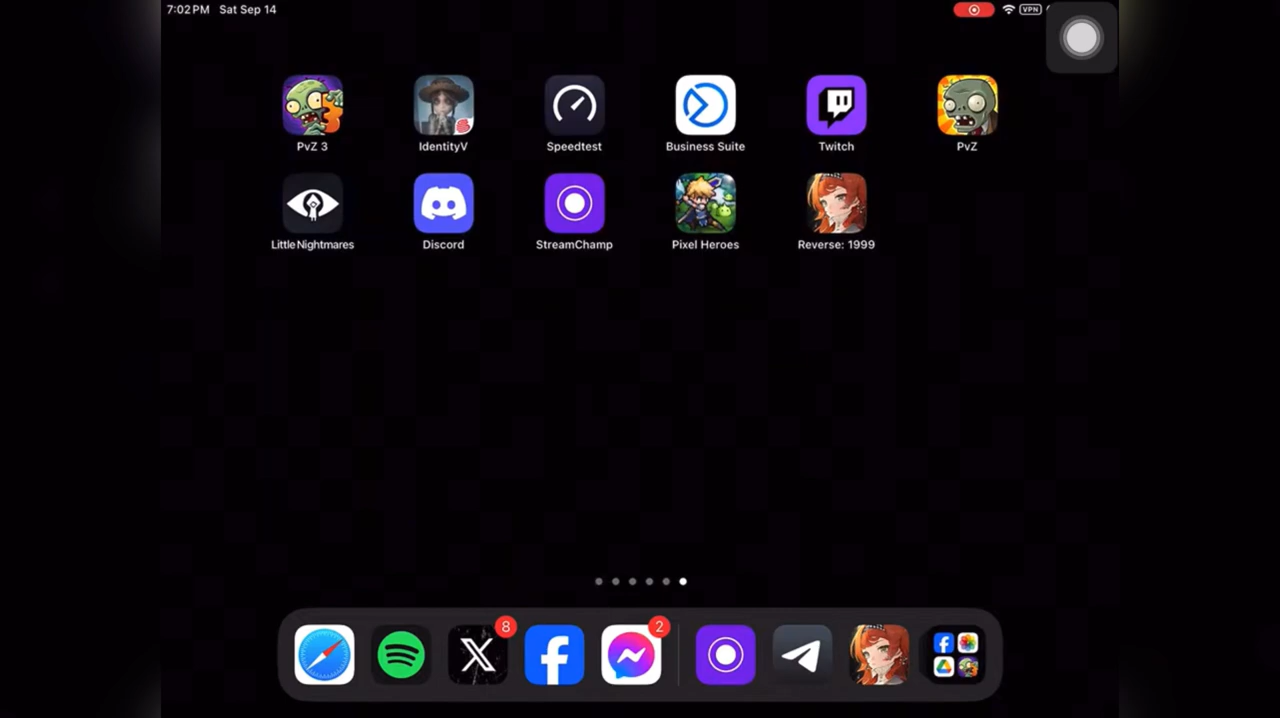 7:02 PM Sat Sep 14
VPN
PvZ 3
IdentityV
Speedtest
Business Suite
Twitch
PvZ
Little Nightmares
Discord
StreamChamp
Pixel Heroes
Reverse: 1999
8
2